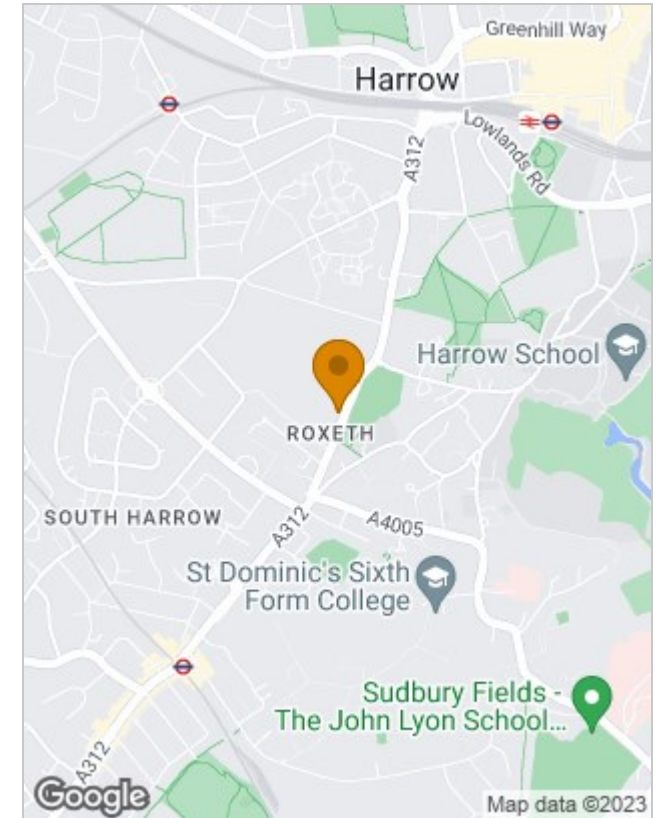 Greenhill Way
Harrow
Lowlands Rd
A312
Harrow School
ROXETH
SOUTH HARROW
A312
A4005
St Dominic's Sixth
Form College
Sudbury Fields -
The John Lyon School...
A312
Google
Map data ©2023